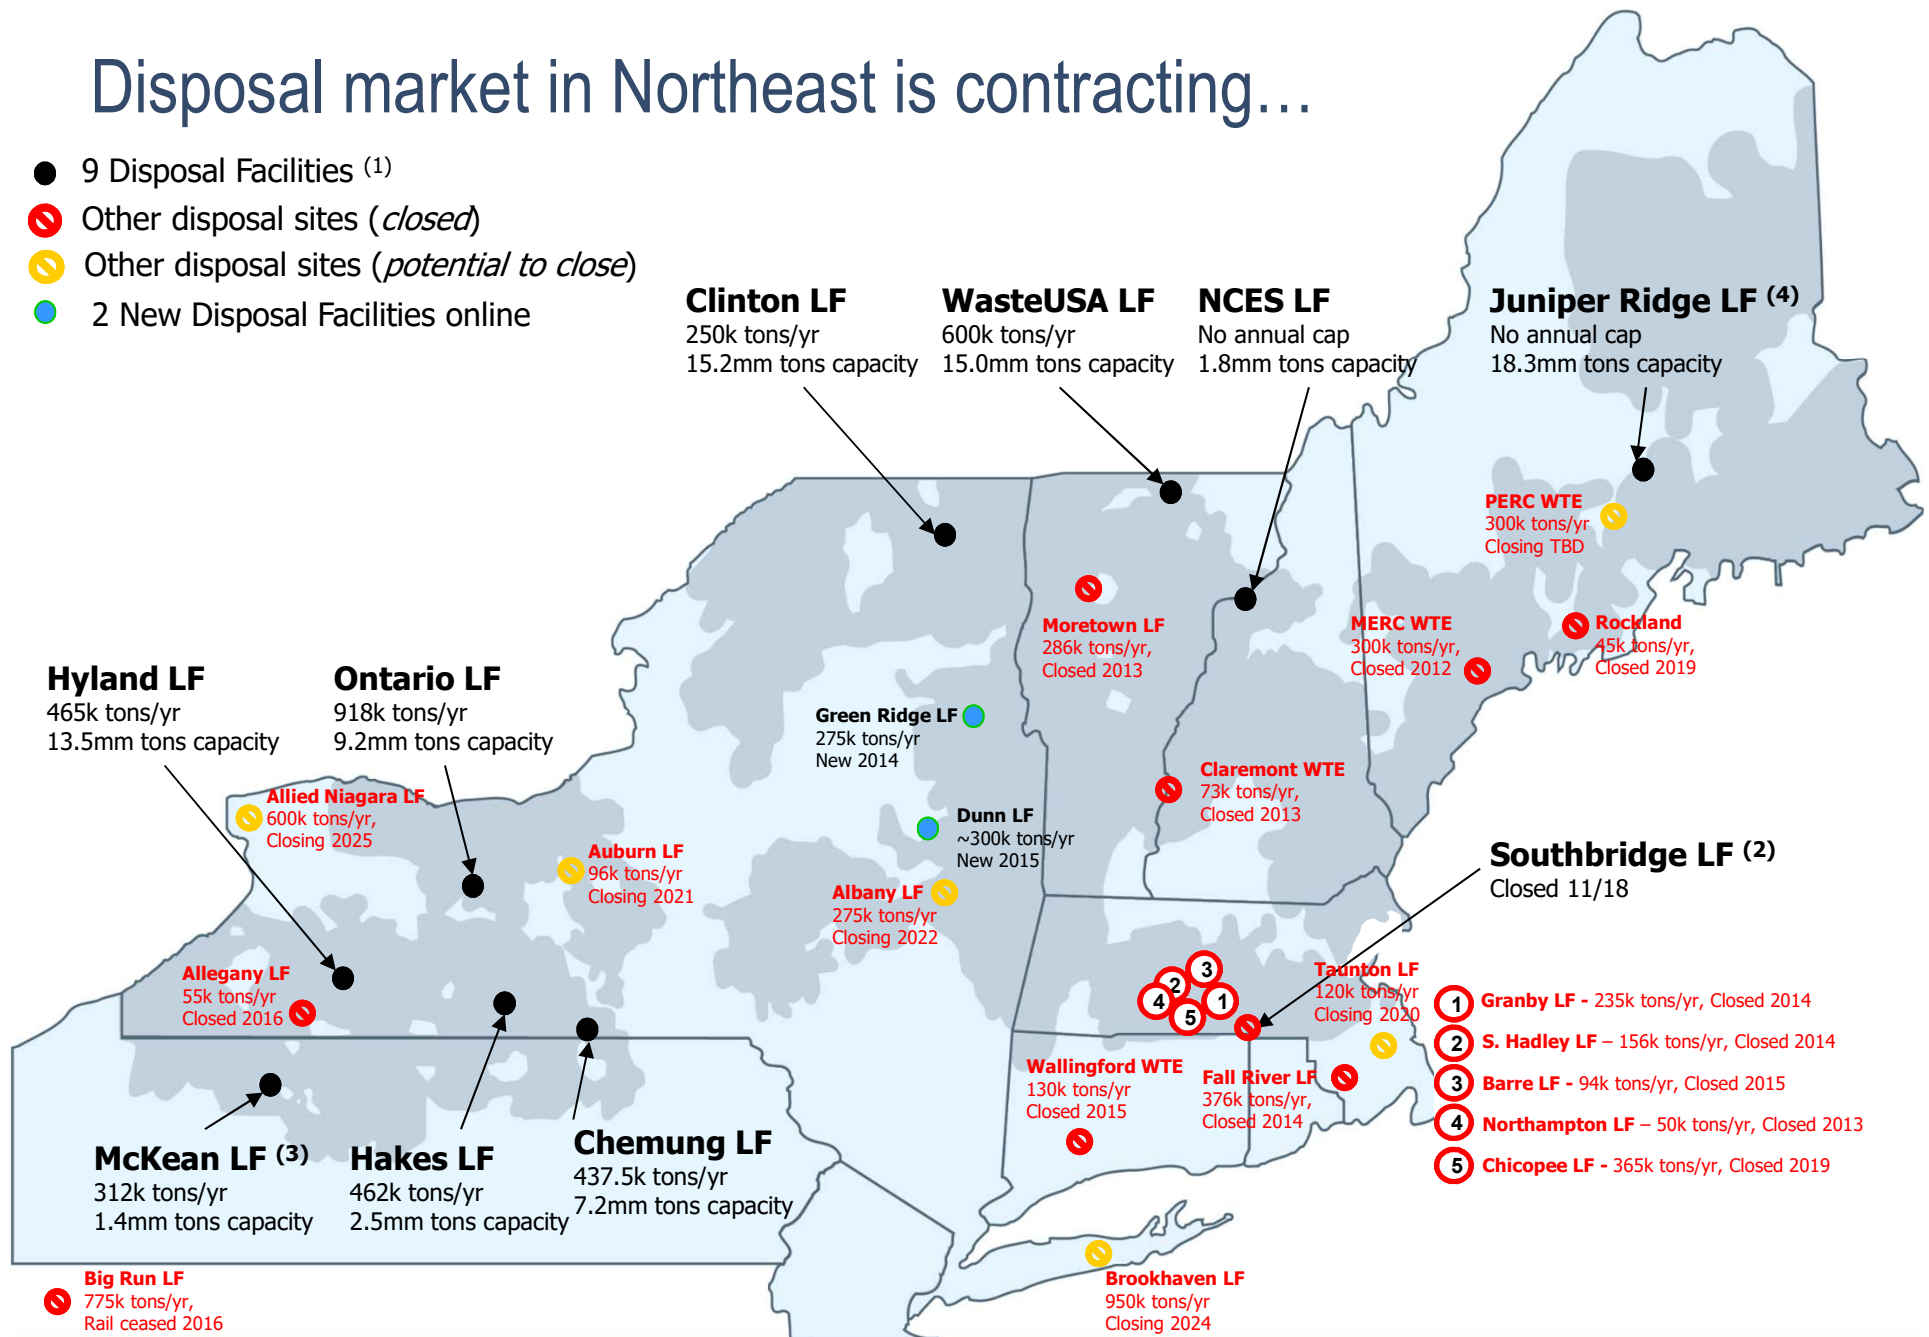 Disposal market in Northeast is contracting…
9 Disposal Facilities (1)
Other disposal sites (closed)
Other disposal sites (potential to close)
2 New Disposal Facilities online
Clinton LF
250k tons/yr
15.2mm tons capacity
WasteUSA LF
600k tons/yr
15.0mm tons capacity
NCES LF
No annual cap
1.8mm tons capacity
Juniper Ridge LF (4)
No annual cap
18.3mm tons capacity
PERC WTE
300k tons/yr
Closing TBD
Moretown LF
286k tons/yr,
Closed 2013
MERC WTE
300k tons/yr,
Closed 2012
Rockland
45k tons/yr,
Closed 2019
Hyland LF
465k tons/yr
13.5mm tons capacity
Ontario LF
918k tons/yr
9.2mm tons capacity
Green Ridge LF
275k tons/yr
New 2014
Claremont WTE
73k tons/yr,
Closed 2013
Allied Niagara LF
600k tons/yr,
Closing 2025
Auburn LF
96k tons/yr
Closing 2021
Dunn LF
~300k tons/yr
New 2015
Albany LF
275k tons/yr
Closing 2022
Southbridge LF (2)
Closed 11/18
Allegany LF
55k tons/yr
Closed 2016
3
2
4
1
5
Taunton LF
120k tons/yr
Closing 2020
1 Granby LF - 235k tons/yr, Closed 2014
2 S. Hadley LF – 156k tons/yr, Closed 2014
3 Barre LF - 94k tons/yr, Closed 2015
4 Northampton LF – 50k tons/yr, Closed 2013
5 Chicopee LF - 365k tons/yr, Closed 2019
Wallingford WTE
130k tons/yr
Closed 2015
Fall River LF
376k tons/yr,
Closed 2014
McKean LF (3)
312k tons/yr
1.4mm tons capacity
Hakes LF
462k tons/yr
2.5mm tons capacity
Chemung LF
437.5k tons/yr
7.2mm tons capacity
Big Run LF
775k tons/yr,
Rail ceased 2016
Brookhaven LF
950k tons/yr
Closing 2024